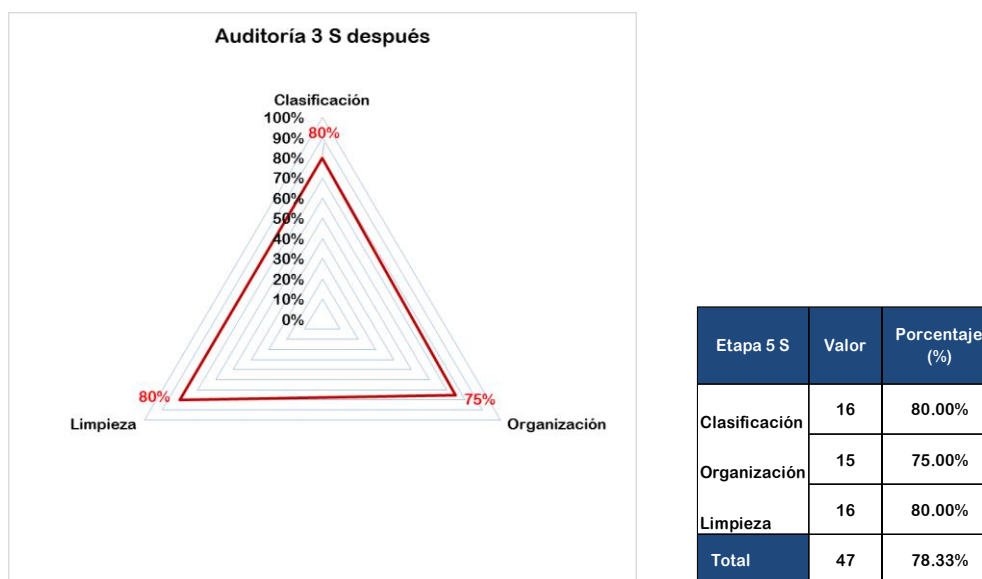 Auditoría 3 S después
Clasificación
100%
90%
80%
80%
70%
60%
50%
40%
30%
20%
10%
0%
80%
75%
Limpieza
Organización
Etapa 5 S Valor Porcentaje (%)
Clasificación 16 80.00%
Organización 15 75.00%
Limpieza 16 80.00%
Total 47 78.33%